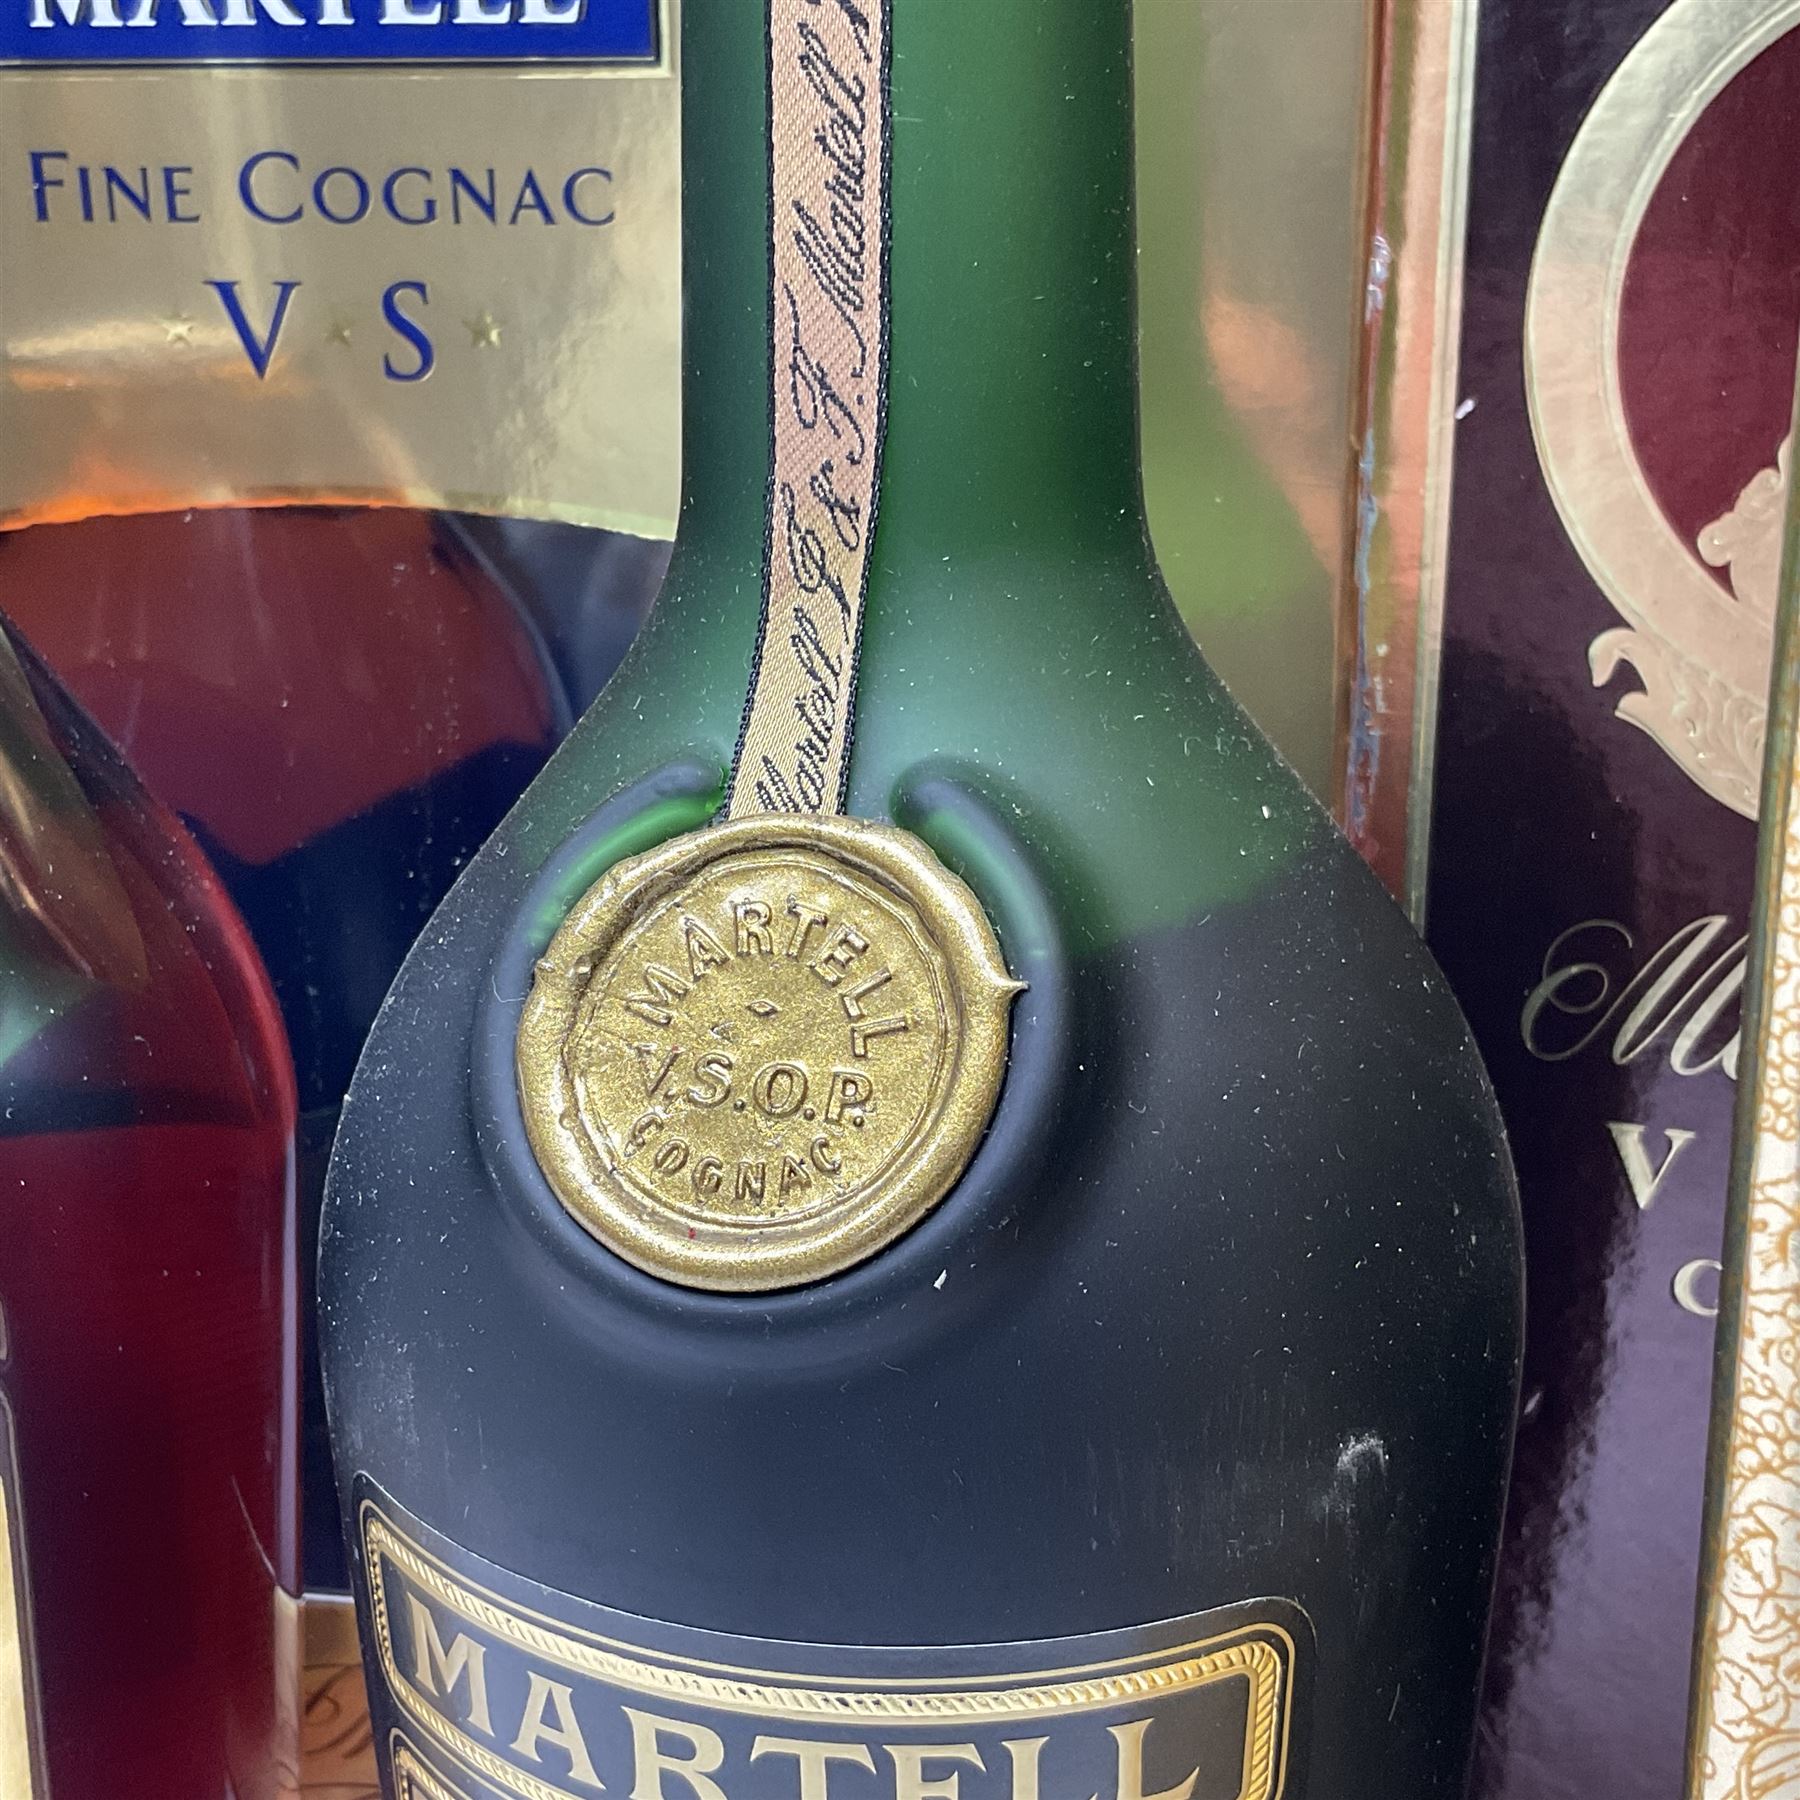 MARTELL
FINE COGNAC
V S
Martell J. & F. Martell
MARTELL
V.S.O.P.
COGNAC
MARTELL
V